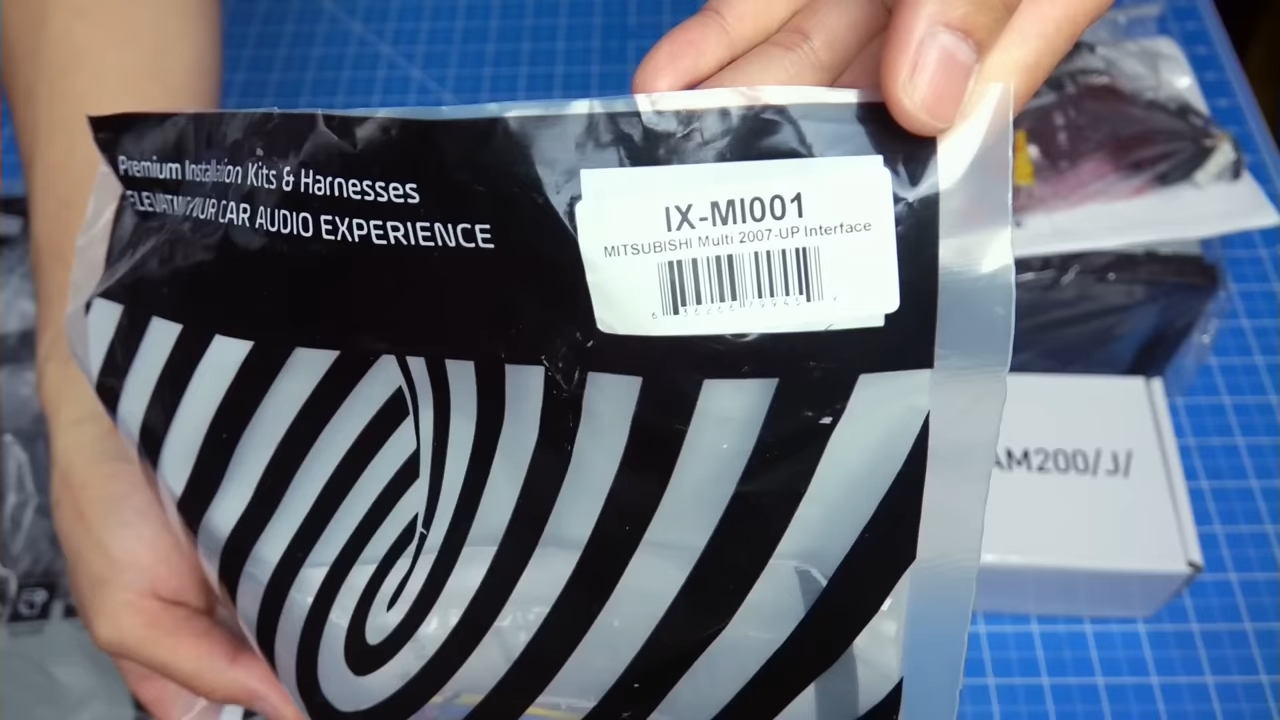 Premium Installation Kits & Harnesses
CAR AUDIO EXPERIENCE
IX-MI001
MITSUBISHI Multi 2007-UP Interface
AM200/J/